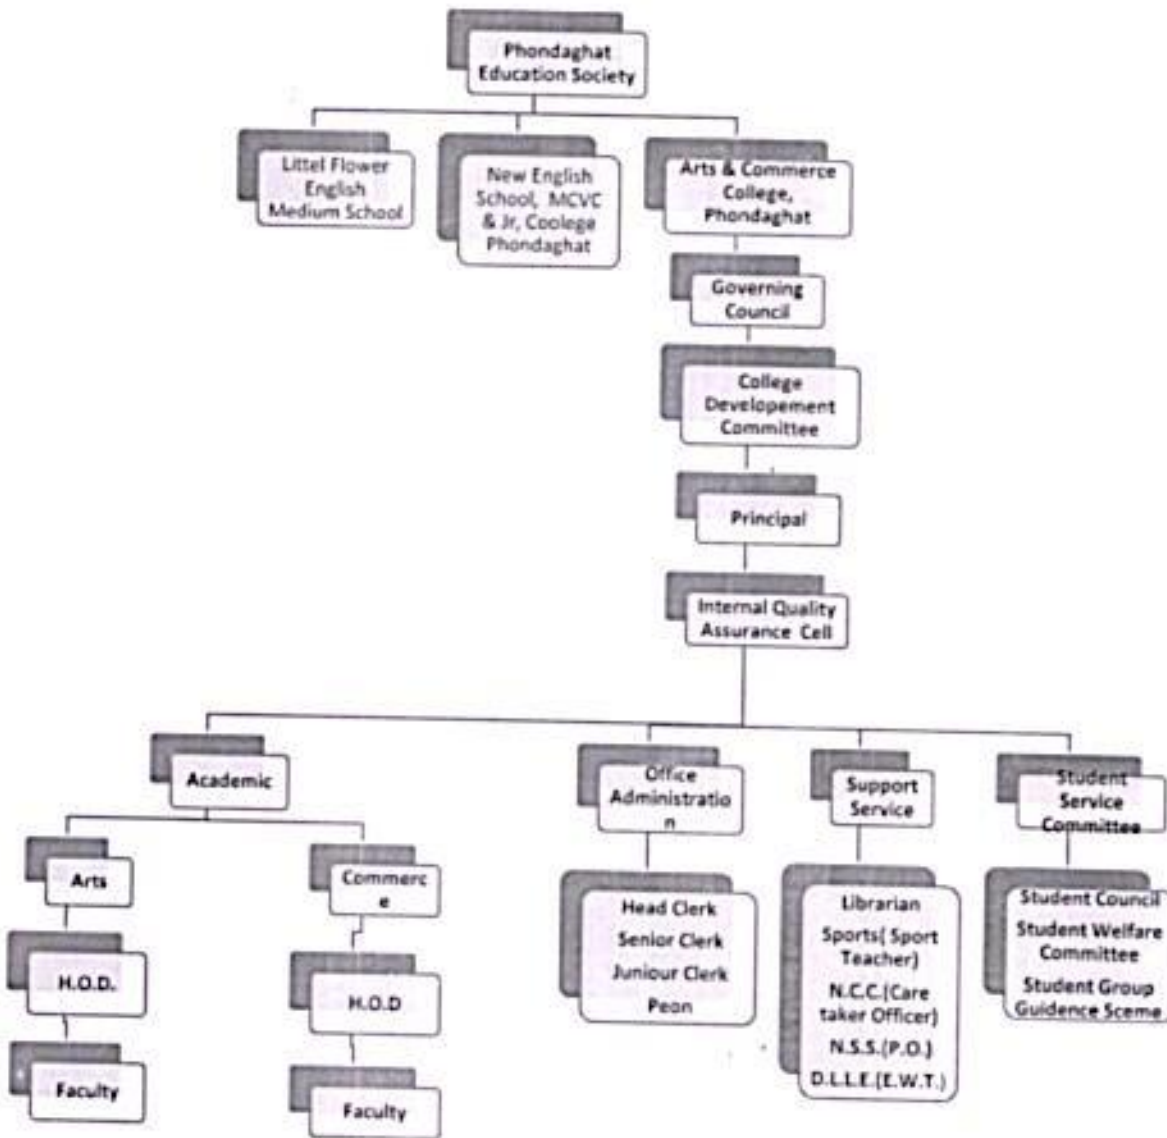 Phondaghat
Education Society
Littel Flower
English
Medium School
New English
School, MCVC
& Jr, Coolege
Phondaghat
Arts & Commerce
College,
Phondaghat
Governing
Council
College
Developement
Committee
Principal
Internal Quality
Assurance Cell
Academic
Office
Administratio
n
Support
Service
Student
Service
Committee
Arts
Commerc
e
H.O.D.
H.O.D
Faculty
Faculty
Head Clerk
Senior Clerk
Juniour Clerk
Peon
Librarian
Sports( Sport
Teacher)
N.C.C.(Care
taker Officer)
N.S.S.(P.O.)
D.L.L.E.(E.W.T.)
Student Council
Student Welfare
Committee
Student Group
Guidence Sceme